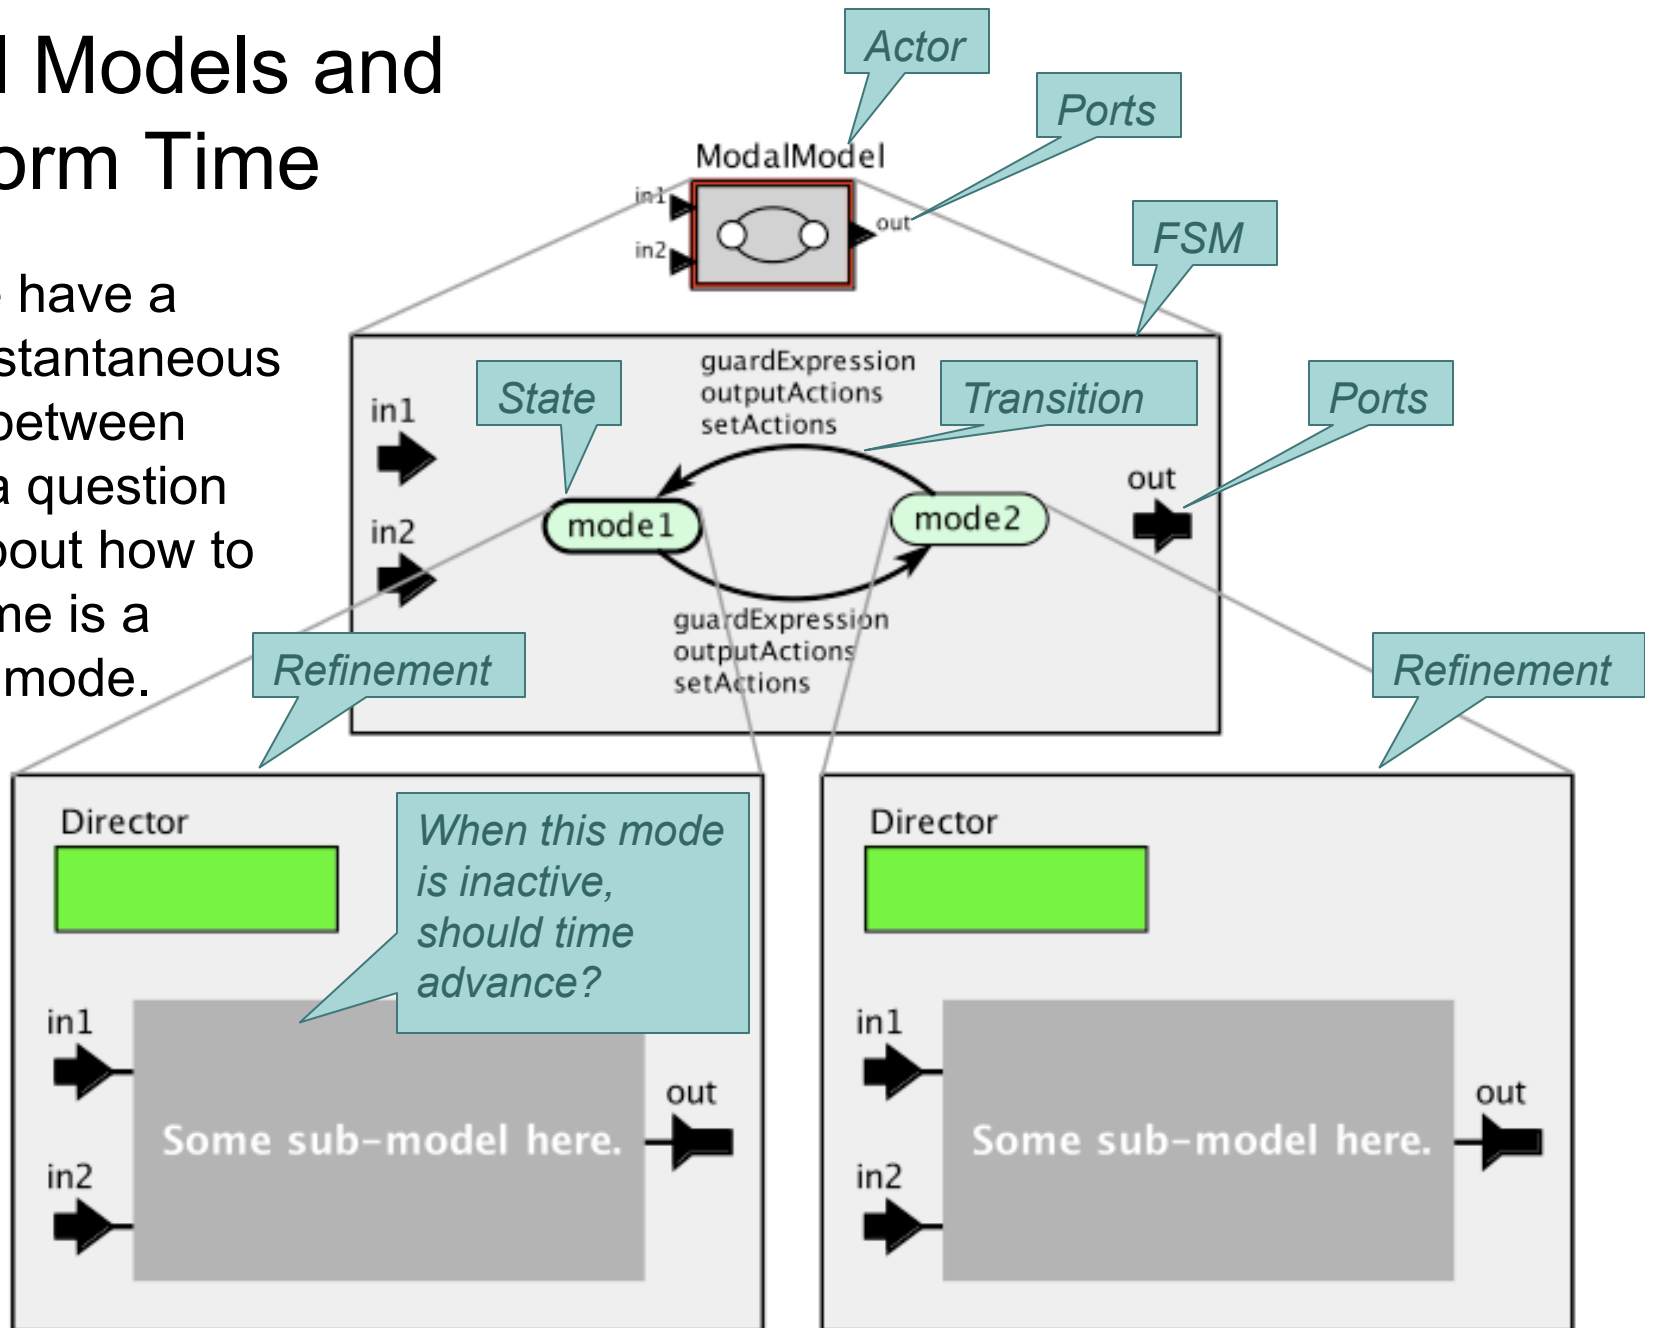 l Models and
orm Time
have a
stantaneous
between
a question
bout how to
me is a
mode.
Actor
Ports
ModalModel
in1
in2
out
FSM
guardExpression
outputActions
setActions
State
Transition
Ports
in1
in2
out
mode1
mode2
guardExpression
outputActions
setActions
Refinement
Refinement
Director
When this mode
is inactive,
should time
advance?
in1
in2
Some sub-model here.
out
Director
in1
in2
Some sub-model here.
out